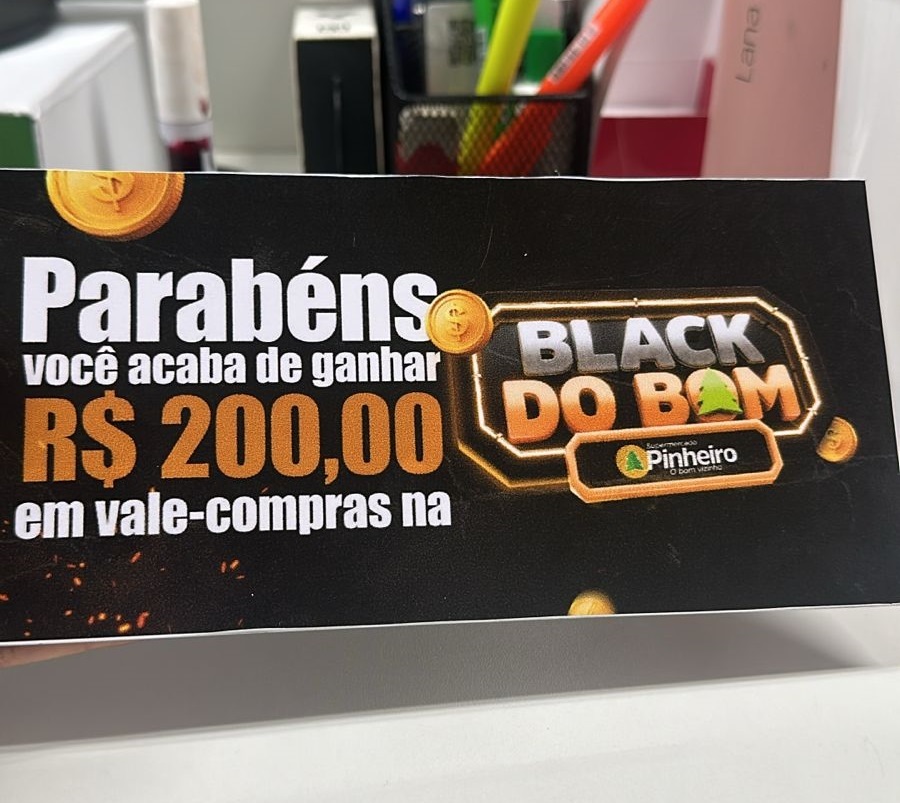 Lana
Parabéns
você acaba de ganhar
R$ 200,00
em vale-compras na
BLACK
DO BOM
Supermercado
Pinheiro
O bom vizinho